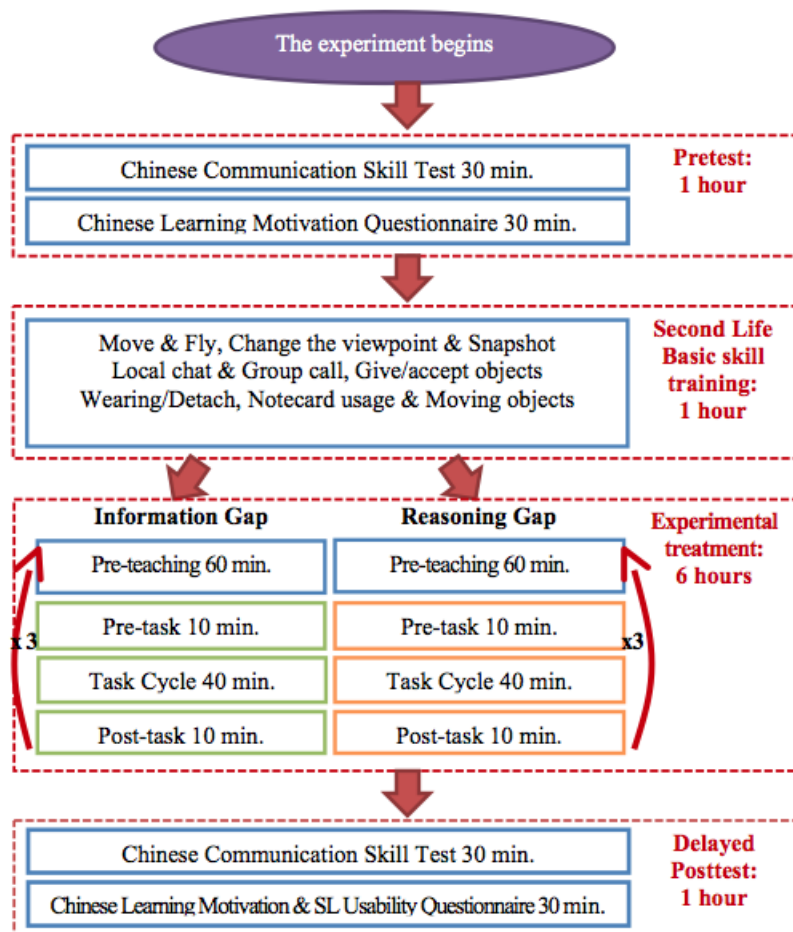 The experiment begins
Chinese Communication Skill Test 30 min.
Chinese Learning Motivation Questionnaire 30 min.
Pretest:
1 hour
Move & Fly, Change the viewpoint & Snapshot
Local chat & Group call, Give/accept objects
Wearing/Detach, Notecard usage & Moving objects
Second Life
Basic skill
training:
1 hour
Information Gap
Pre-teaching 60 min.
Pre-task 10 min.
Task Cycle 40 min.
Post-task 10 min.
x 3
Reasoning Gap
Pre-teaching 60 min.
Pre-task 10 min.
Task Cycle 40 min.
Post-task 10 min.
x3
Experimental
treatment:
6 hours
Chinese Communication Skill Test 30 min.
Chinese Learning Motivation & SL Usability Questionnaire 30 min.
Delayed
Posttest:
1 hour